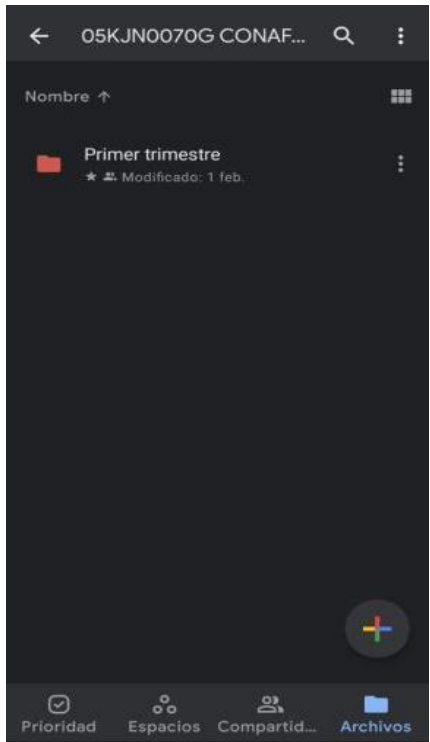 05KJN0070G CONAF...
Nombre
Primer trimestre
Modificado: 1 feb.
Prioridad Espacios Compartid... Archivos